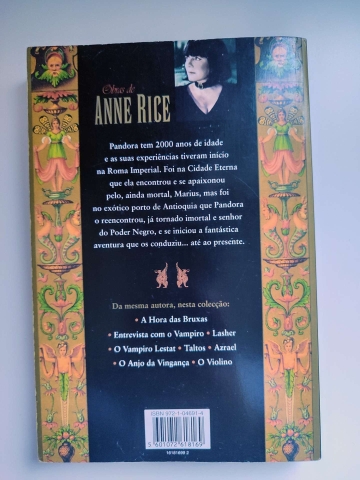 Obras de
ANNE RICE
Pandora tem 2000 anos de idade
e as suas experiências tiveram início
na Roma Imperial. Foi na Cidade Eterna
que ela encontrou e se apaixonou
pelo, ainda mortal, Marius, mas foi
no exótico porto de Antioquia que Pandora
o reencontrou, já tornado imortal e senhor
do Poder Negro, e se iniciou a fantástica
aventura que os conduziu... até ao presente.
Da mesma autora, nesta colecção:
• A Hora das Bruxas
• Entrevista com o Vampiro • Lasher
• O Vampiro Lestat • Taltos • Azrael
• O Anjo da Vingança • O Violino
5 601072 618169